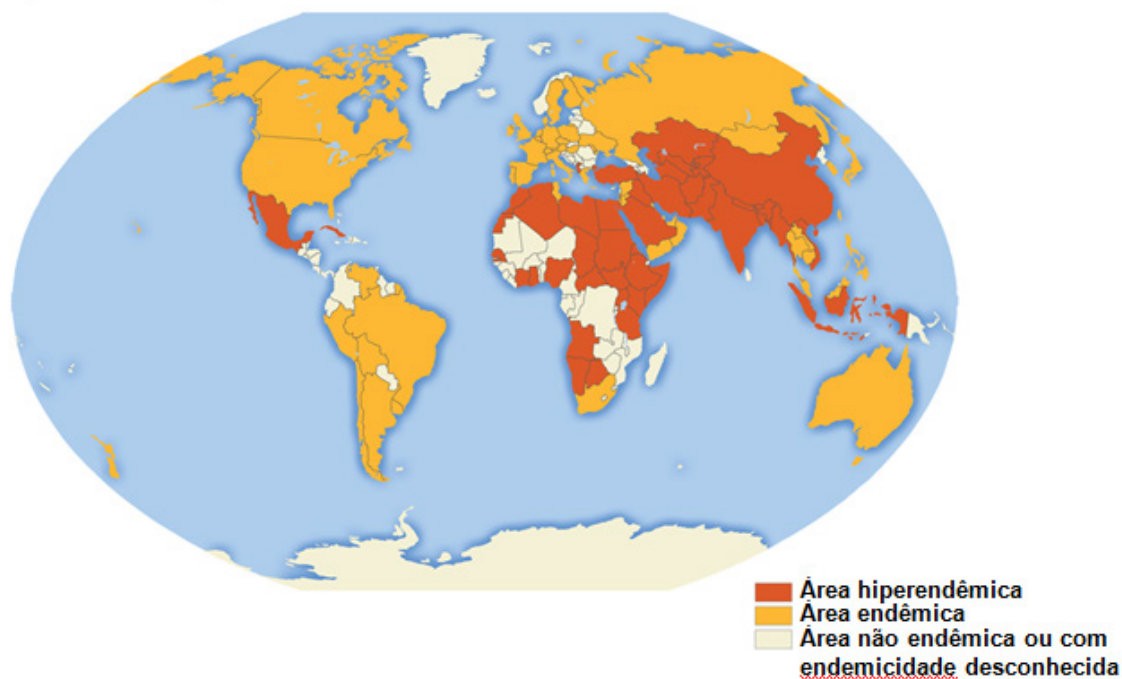 Área hiperendêmica
Área endêmica
Área não endêmica ou com
endemicidade desconhecida